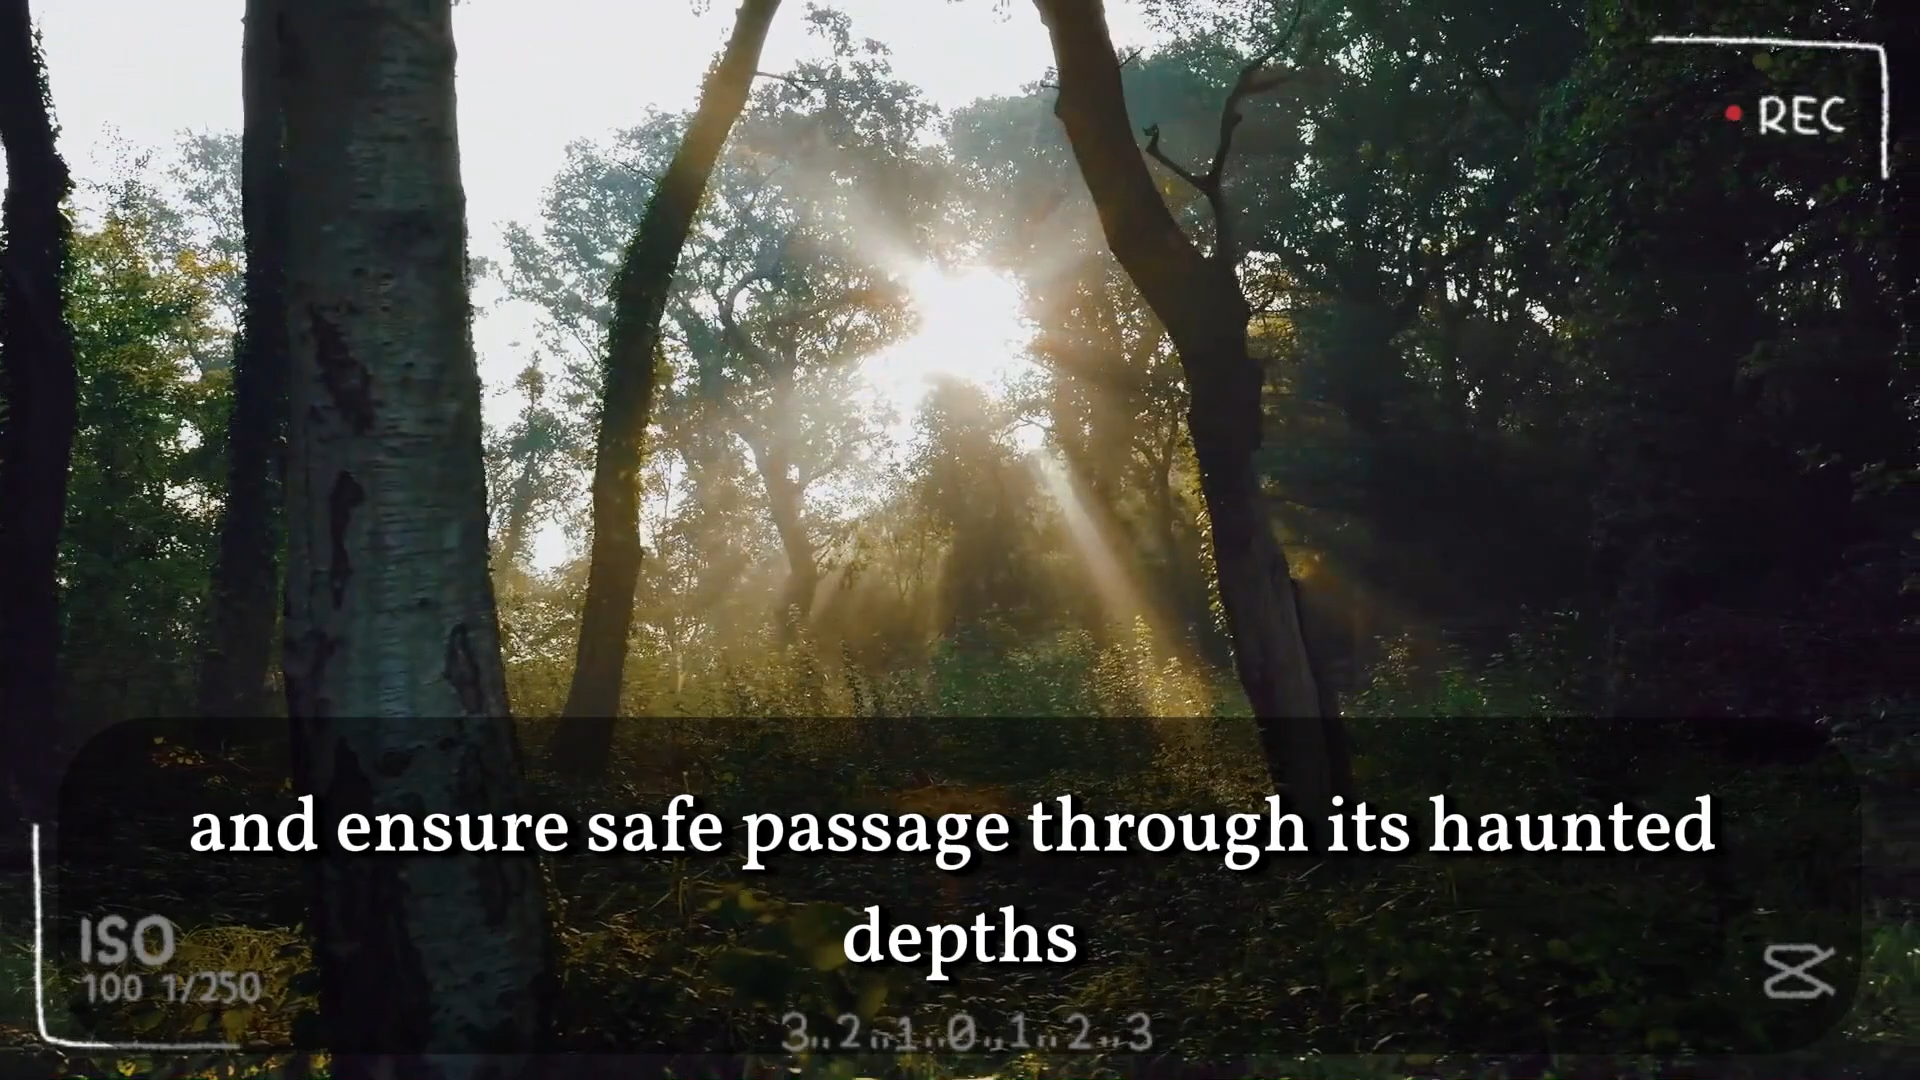 REC
and ensure safe passage through its haunted
depths
ISO
100 1/250
3..2..1..0..1..2..3